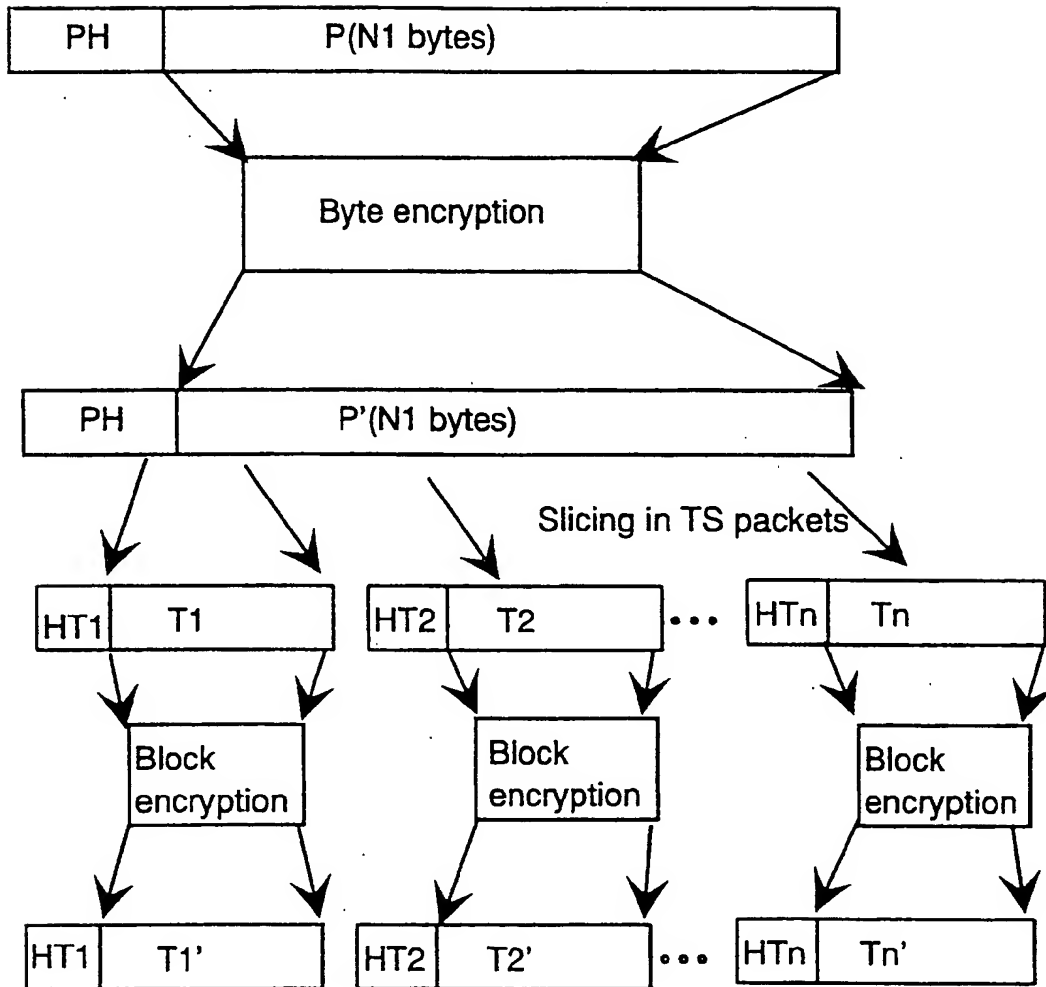 PH P(N1 bytes)
Byte encryption
PH P'(N1 bytes)
Slicing in TS packets
HT1 T1 HT2 T2 HTn Tn
Block encryption
Block encryption
Block encryption
HT1 T1' HT2 T2' HTn Tn'